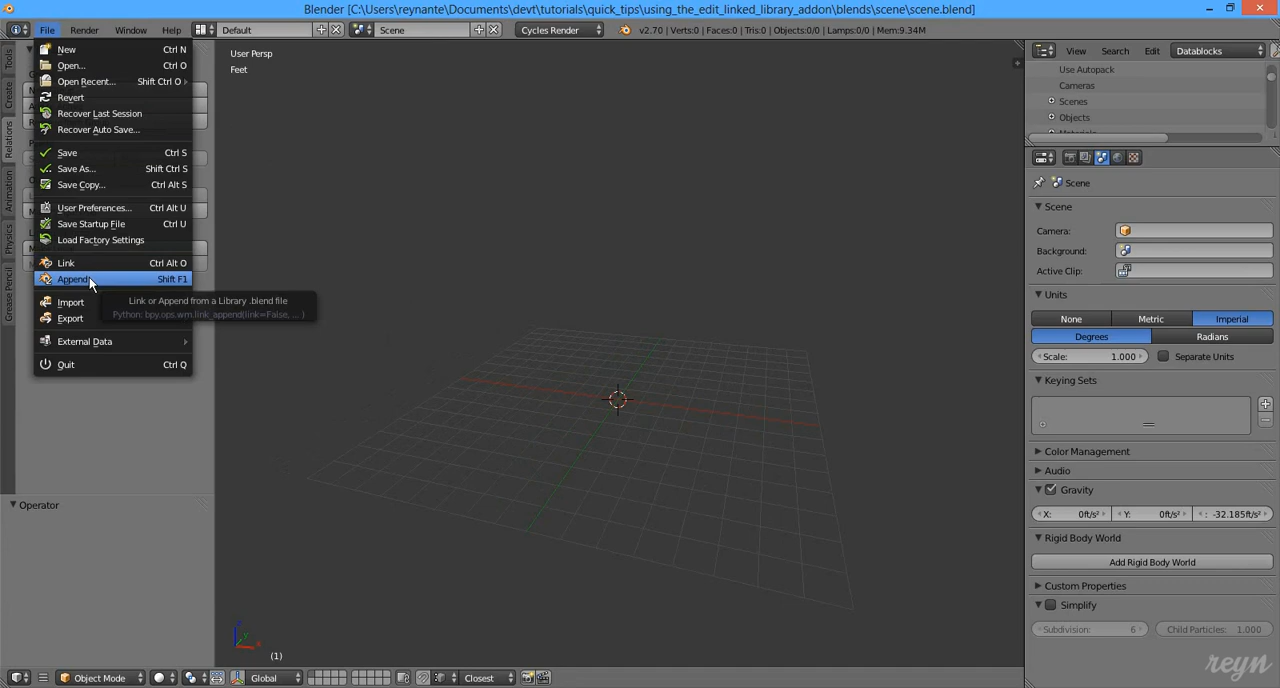 Blender [C:\Users\reynante\Documents\devt\tutorials\quick_tips\using_the_edit_linked_library_addon\blends\scene\scene.blend]
File Render Window Help Default Scene Cycles Render v2.70 | Verts:0 | Faces:0 | Tris:0 | Objects:0/0 | Lamps:0/0 | Mem:9.34M
New Ctrl N
Open... Ctrl O
Open Recent... Shift Ctrl O
Revert
Recover Last Session
Recover Auto Save...
Save Ctrl S
Save As... Shift Ctrl S
Save Copy... Ctrl Alt S
User Preferences... Ctrl Alt U
Save Startup File Ctrl U
Load Factory Settings
Link Ctrl Alt O
Append Shift F1
Import
Export
External Data
Quit Ctrl Q
Link or Append from a Library .blend file
Python: bpy.ops.wm.link_append(link=False, ... )
Tools
Create
Relations
Animation
Physics
Grease Pencil
Operator
User Persp
Feet
(1)
Object Mode Global Closest
View Search Edit Datablocks
Use Autopack
Cameras
Scenes
Objects
Materials
Scene
Scene
Camera:
Background:
Active Clip:
Units
None Metric Imperial
Degrees Radians
Scale: 1.000 Separate Units
Keying Sets
Color Management
Audio
Gravity
X: 0ft/s² Y: 0ft/s² : -32.185ft/s²
Rigid Body World
Add Rigid Body World
Custom Properties
Simplify
Subdivision: 6 Child Particles: 1.000
reyn